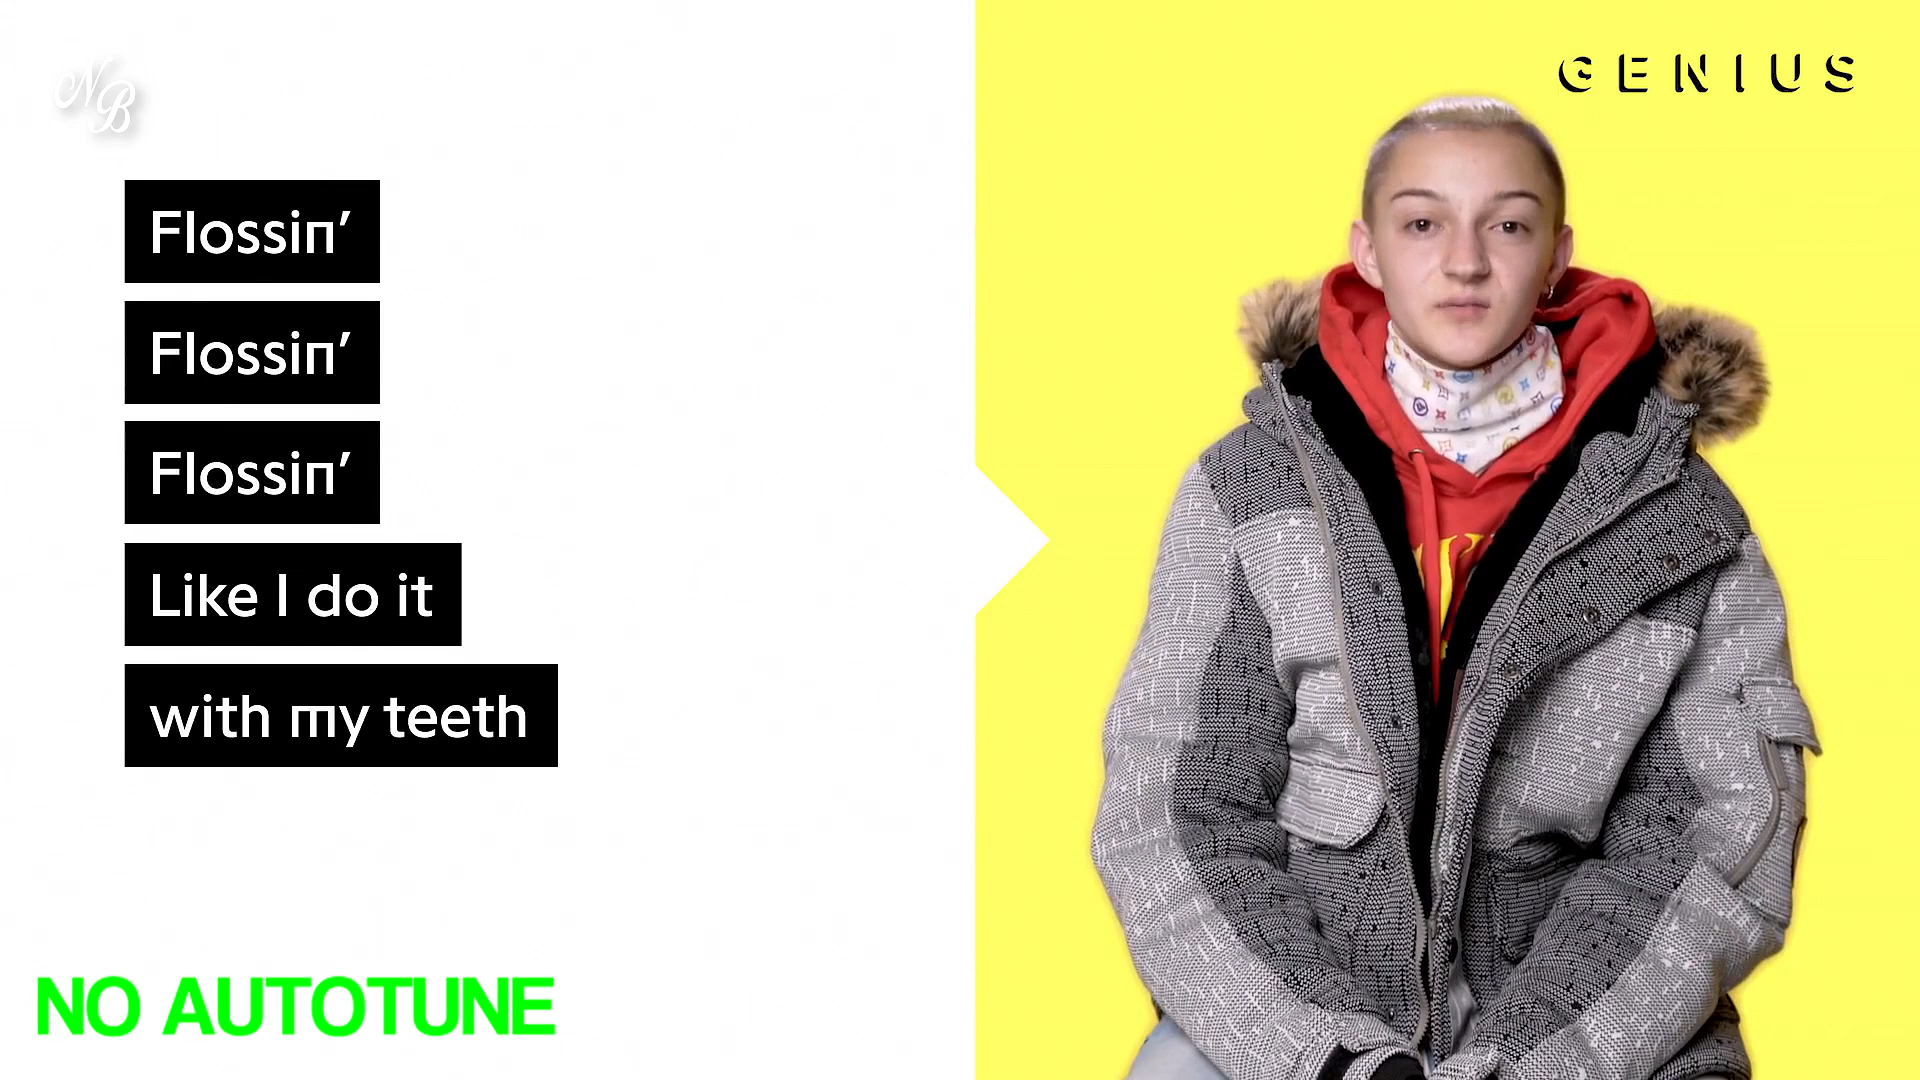 NB
GENIUS
Flossin’
Flossin’
Flossin’
Like I do it
with my teeth
NO AUTOTUNE